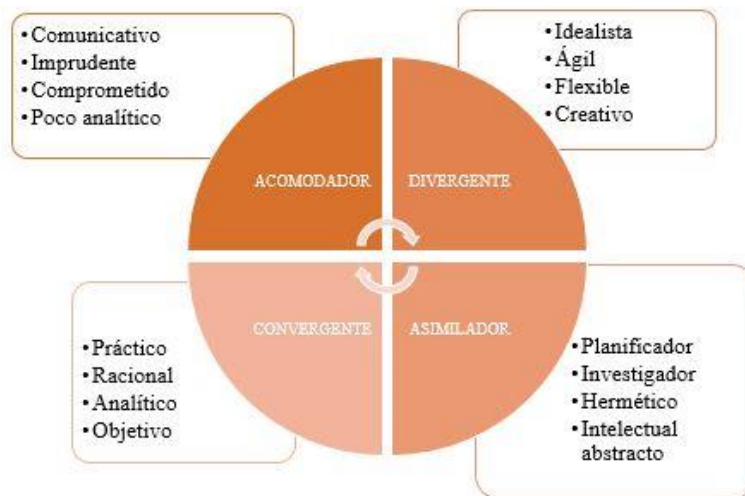 • Comunicativo
• Imprudente
• Comprometido
• Poco analítico
• Idealista
• Ágil
• Flexible
• Creativo
ACOMODADOR
DIVERGENTE
CONVERGENTE
ASIMILADOR
• Práctico
• Racional
• Analítico
• Objetivo
• Planificador
• Investigador
• Hermético
• Intelectual
abstracto